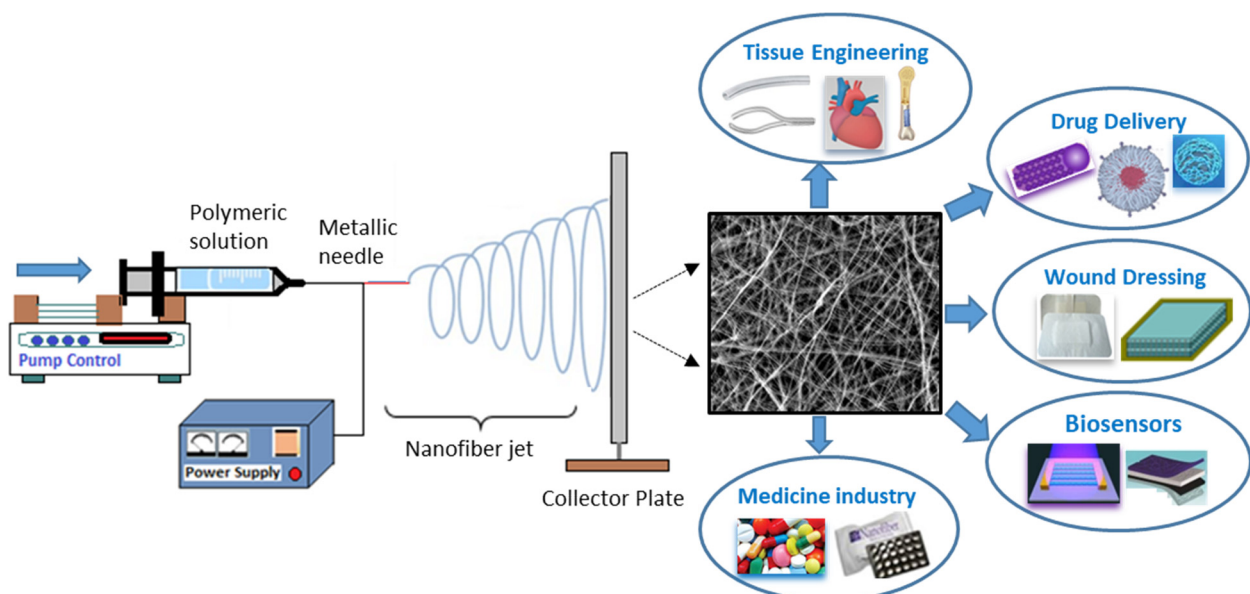 Tissue Engineering
Drug Delivery
Polymeric
solution
Metallic
needle
Wound Dressing
Pump Control
Nanofiber jet
Biosensors
Power Supply
Collector Plate
Medicine industry
Nanofiber